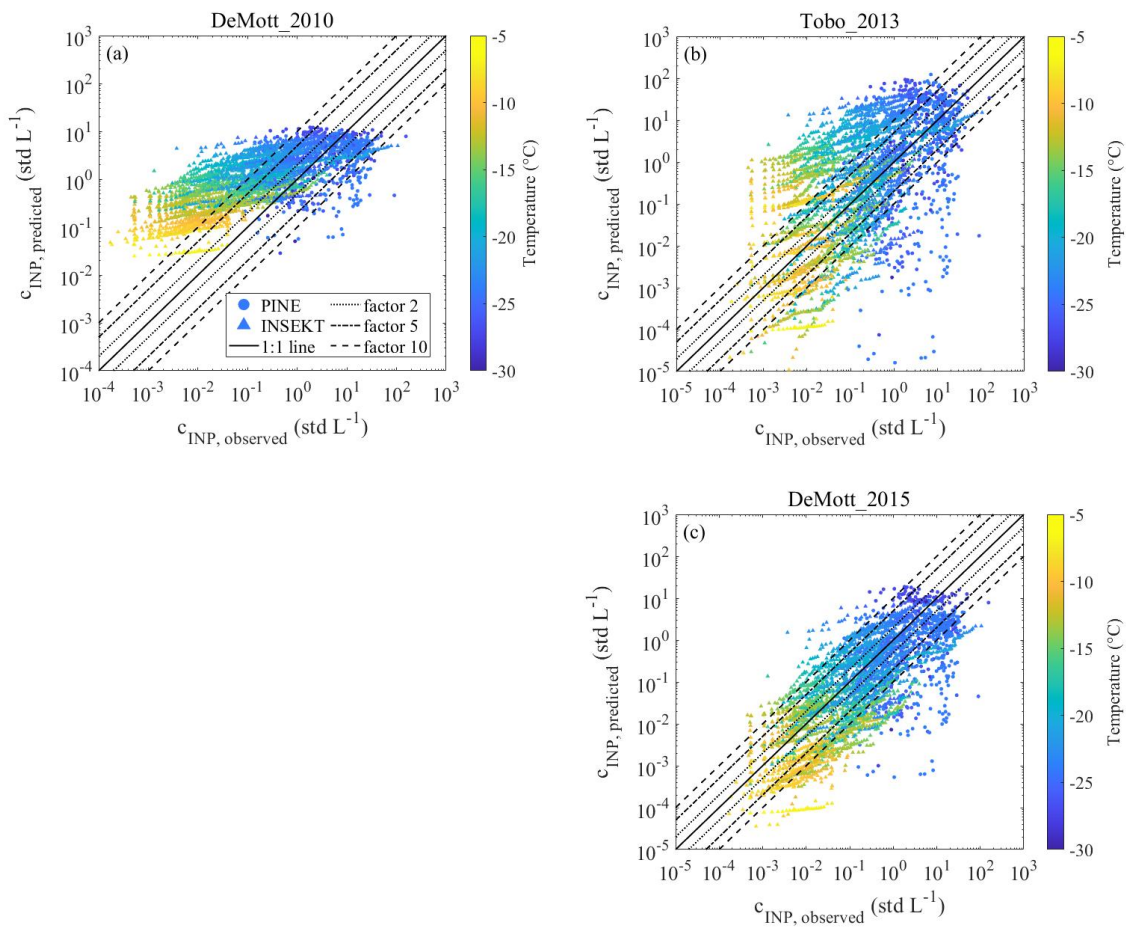 DeMott_2010
(a)
10^3
10^2
10^1
10^0
10^-1
10^-2
10^-3
10^-4
c_INP, predicted (std L^-1)
PINE
INSEKT
1:1 line
factor 2
factor 5
factor 10
10^-4 10^-3 10^-2 10^-1 10^0 10^1 10^2 10^3
c_INP, observed (std L^-1)
-5
-10
-15
-20
-25
-30
Temperature (°C)
Tobo_2013
(b)
10^3
10^2
10^1
10^0
10^-1
10^-2
10^-3
10^-4
10^-5
c_INP, predicted (std L^-1)
10^-5 10^-4 10^-3 10^-2 10^-1 10^0 10^1 10^2 10^3
c_INP, observed (std L^-1)
-5
-10
-15
-20
-25
-30
Temperature (°C)
DeMott_2015
(c)
10^3
10^2
10^1
10^0
10^-1
10^-2
10^-3
10^-4
10^-5
c_INP, predicted (std L^-1)
10^-5 10^-4 10^-3 10^-2 10^-1 10^0 10^1 10^2 10^3
c_INP, observed (std L^-1)
-5
-10
-15
-20
-25
-30
Temperature (°C)